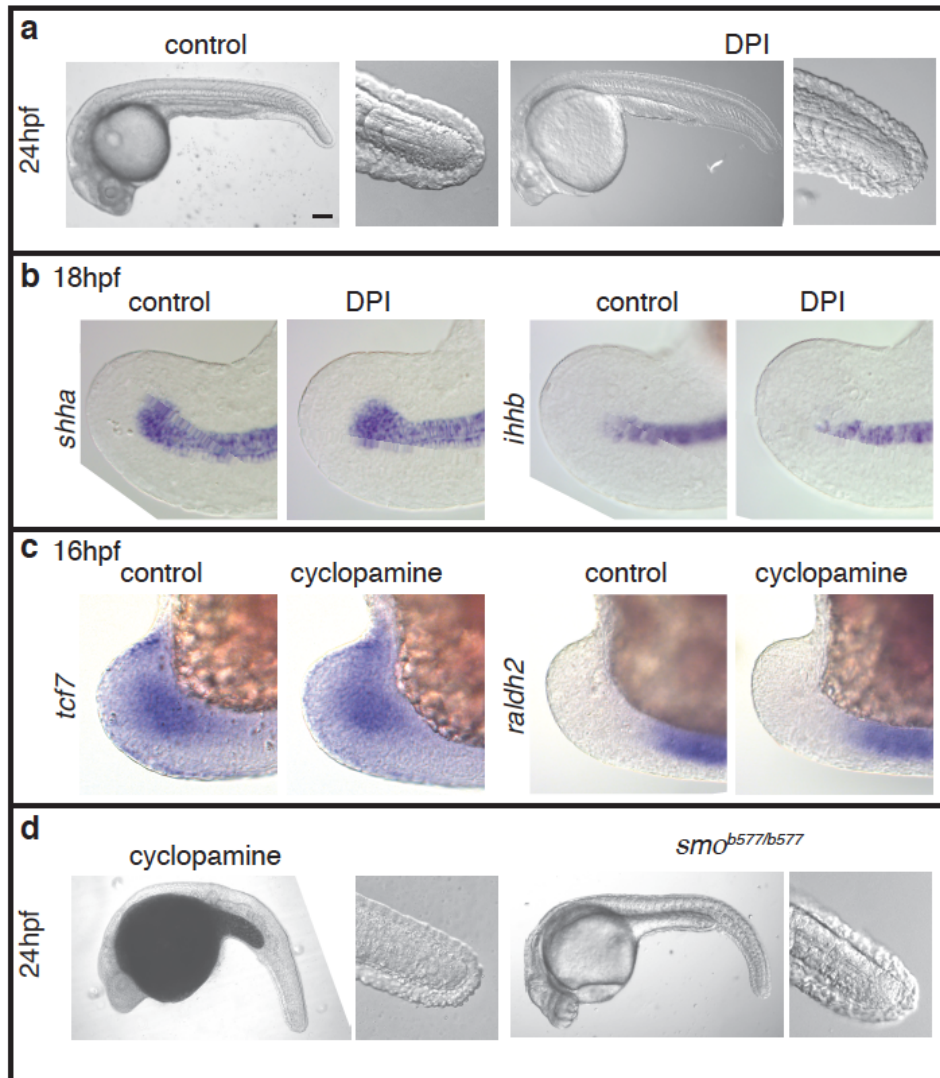 a
control DPI
24hpf
b 18hpf
control DPI control DPI
shha
ihhb
c 16hpf
control cyclopamine control cyclopamine
tcf7
raldh2
d
cyclopamine smo^b577/b577
24hpf